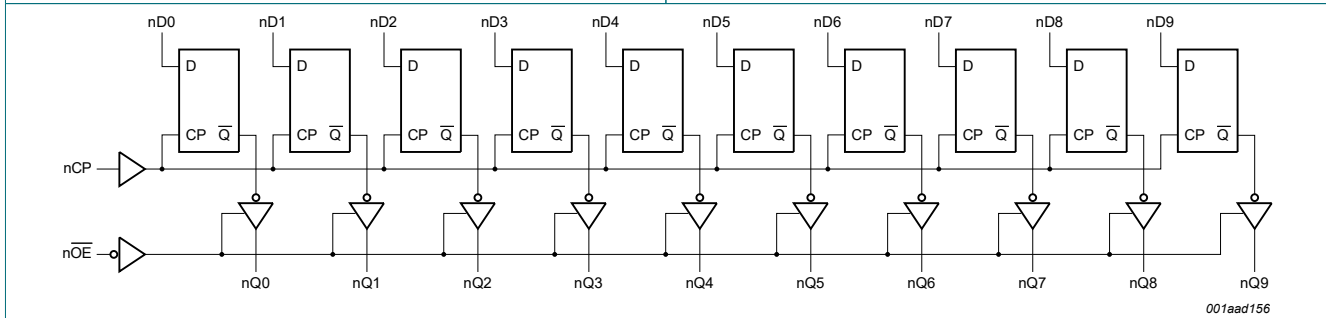 nD0 nD1 nD2 nD3 nD4 nD5 nD6 nD7 nD8 nD9
D D D D D D D D D D
CP Q̅ CP Q̅ CP Q̅ CP Q̅ CP Q̅ CP Q̅ CP Q̅ CP Q̅ CP Q̅ CP Q̅
nCP
nO̅E̅
nQ0 nQ1 nQ2 nQ3 nQ4 nQ5 nQ6 nQ7 nQ8 nQ9
001aad156